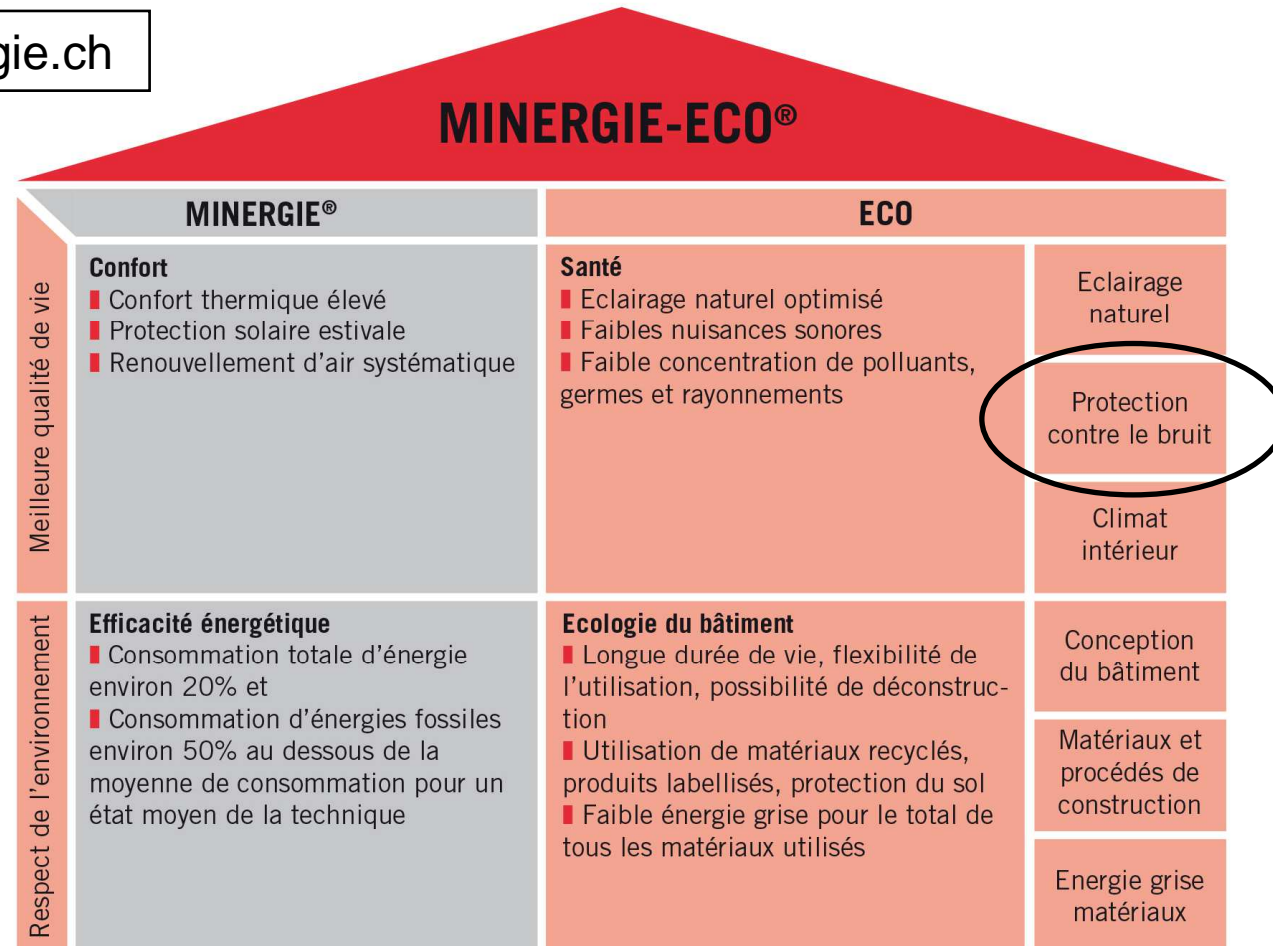 gie.ch
MINERGIE-ECO®
MINERGIE®
ECO
Meilleure qualité de vie
Confort
Confort thermique élevé
Protection solaire estivale
Renouvellement d'air systématique
Santé
Eclairage naturel optimisé
Faibles nuisances sonores
Faible concentration de polluants,
germes et rayonnements
Eclairage
naturel
Protection
contre le bruit
Climat
intérieur
Respect de l'environnement
Efficacité énergétique
Consommation totale d'énergie
environ 20% et
Consommation d'énergies fossiles
environ 50% au dessous de la
moyenne de consommation pour un
état moyen de la technique
Ecologie du bâtiment
Longue durée de vie, flexibilité de
l'utilisation, possibilité de déconstruc-
tion
Utilisation de matériaux recyclés,
produits labellisés, protection du sol
Faible énergie grise pour le total de
tous les matériaux utilisés
Conception
du bâtiment
Matériaux et
procédés de
construction
Energie grise
matériaux